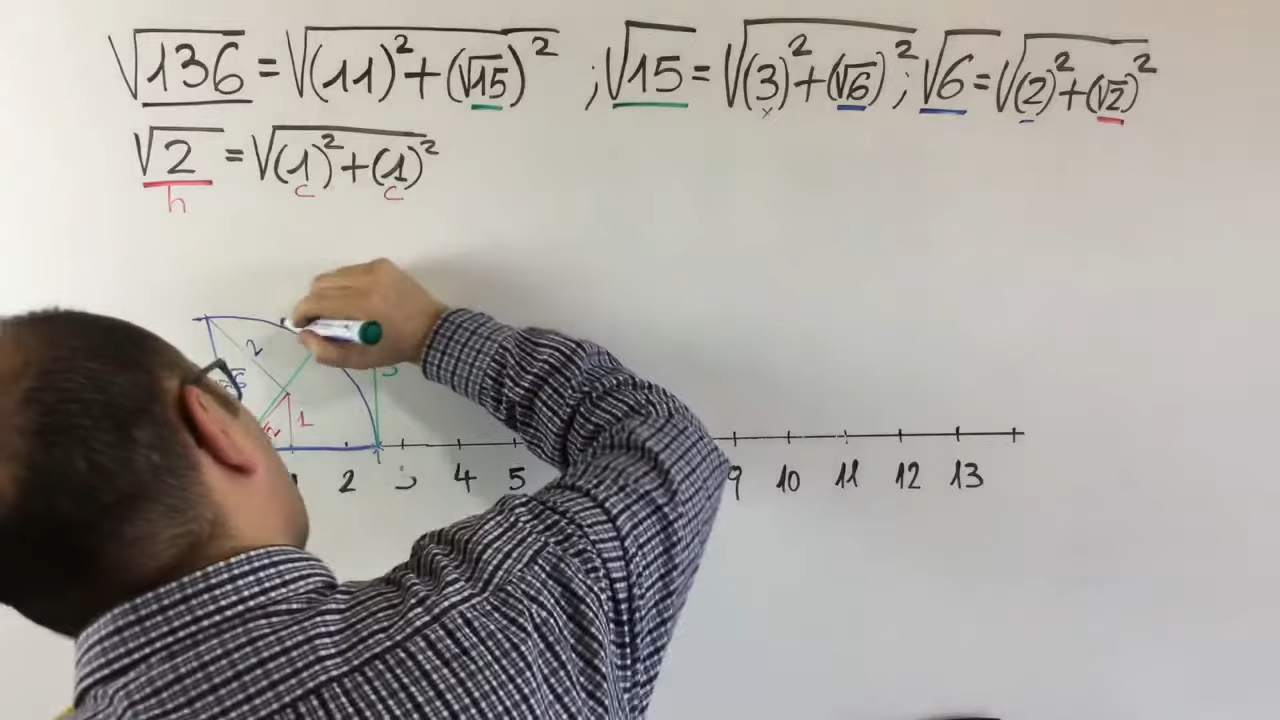 √136 = √(11)²+(√15)² ; √15 = √(3)²+(√6)² ; √6 = √(2)²+(√2)²
√2 = √(1)²+(1)²
h c c
2
1
2 4 5 9 10 11 12 13